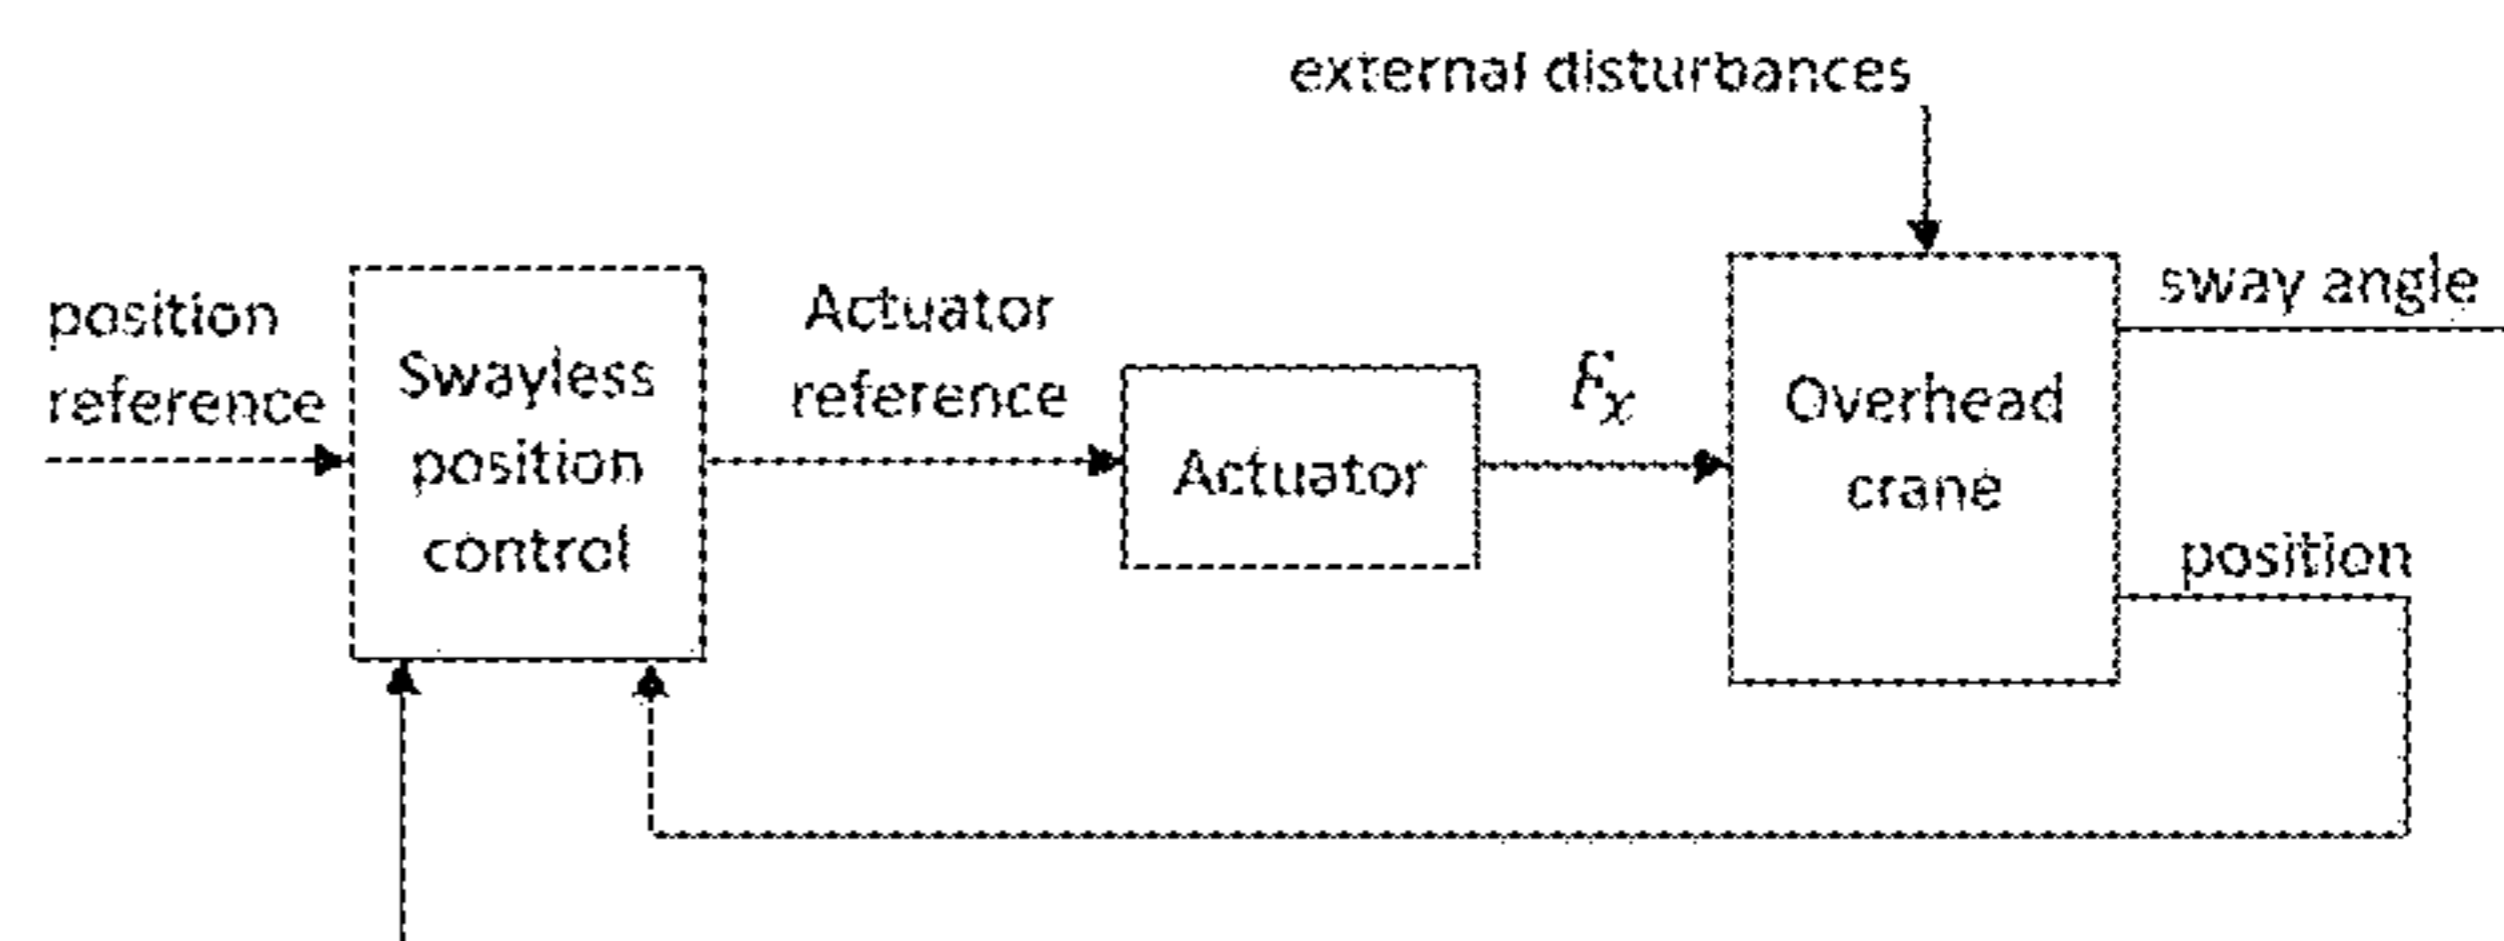 external disturbances
position
reference
Swayless
position
control
Actuator
reference
Actuator
Fx
Overhead
crane
sway angle
position